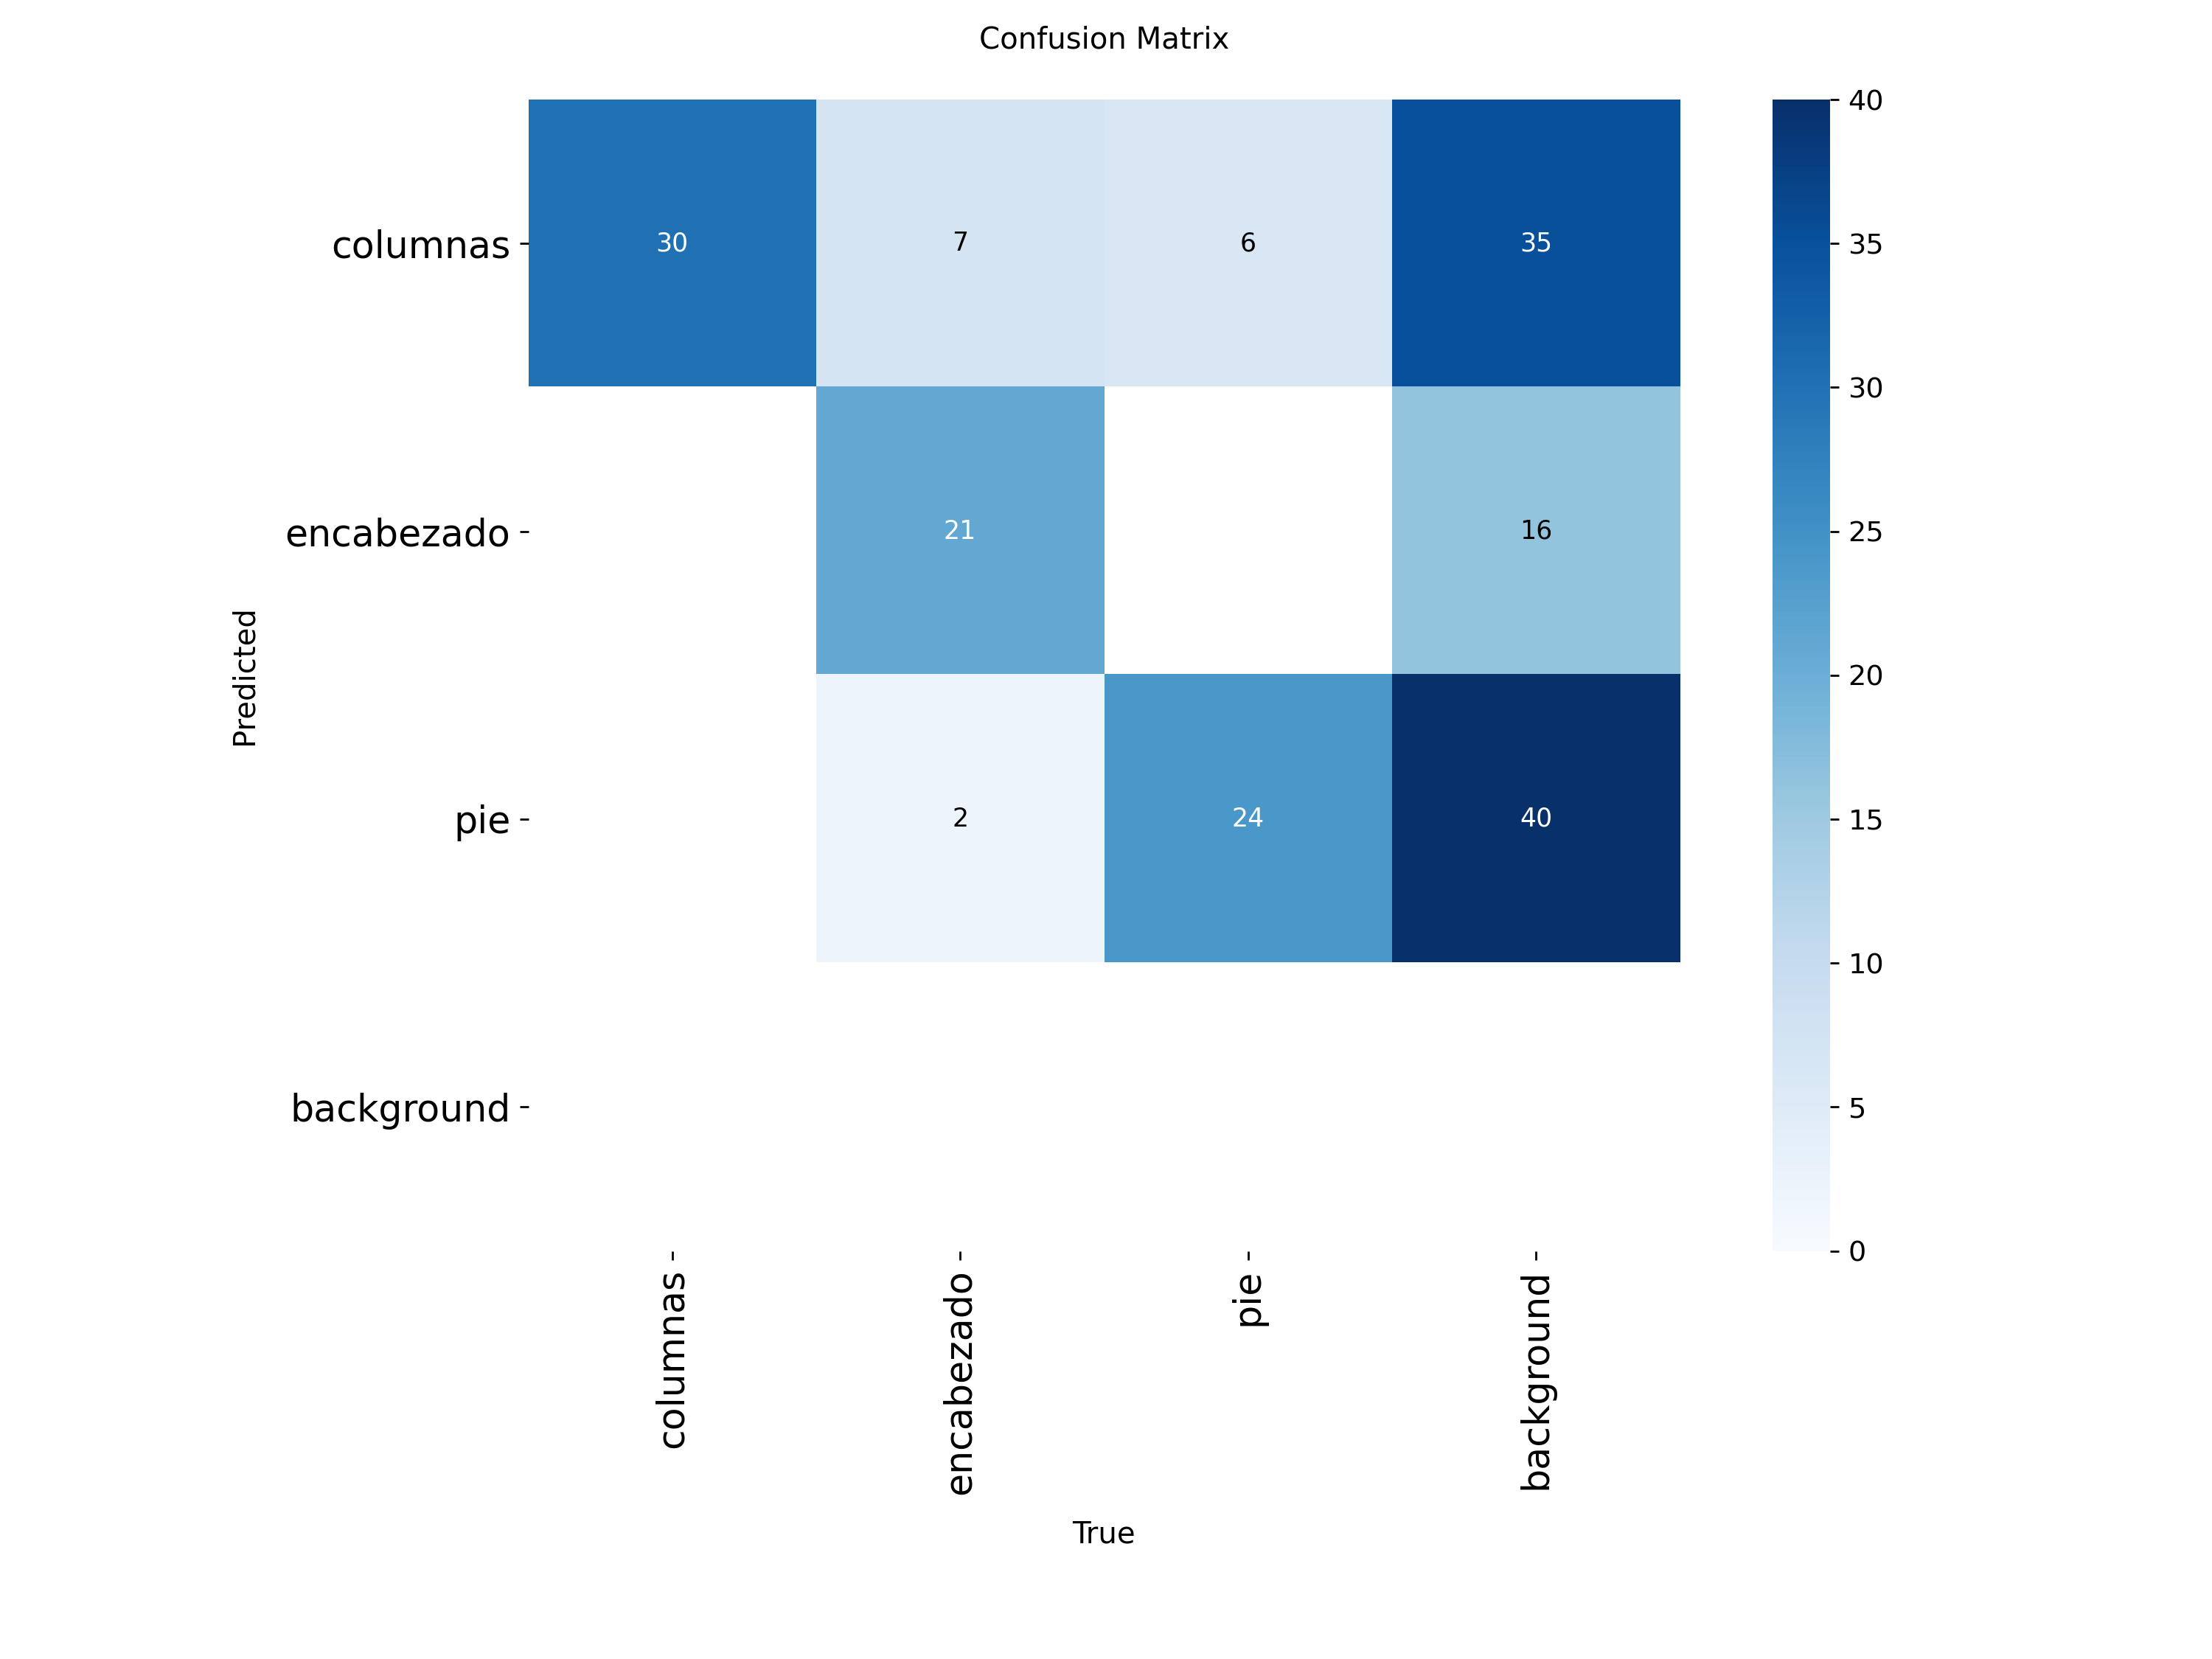 Confusion Matrix
columnas
30 7 6 35
encabezado
21 16
pie
2 24 40
background
Predicted
columnas
encabezado
pie
background
True
40
35
30
25
20
15
10
5
0